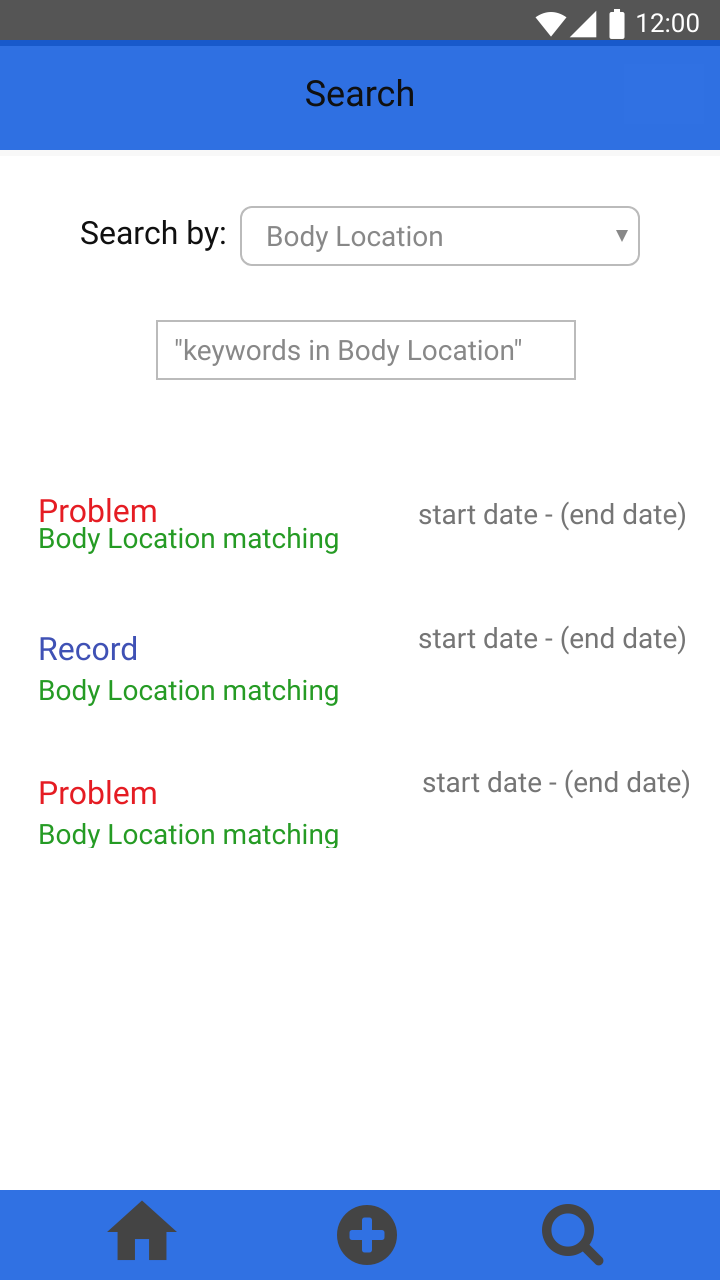 12:00
Search
Search by: Body Location ▼
"keywords in Body Location"
Problem start date - (end date)
Body Location matching
Record start date - (end date)
Body Location matching
Problem start date - (end date)
Body Location matching